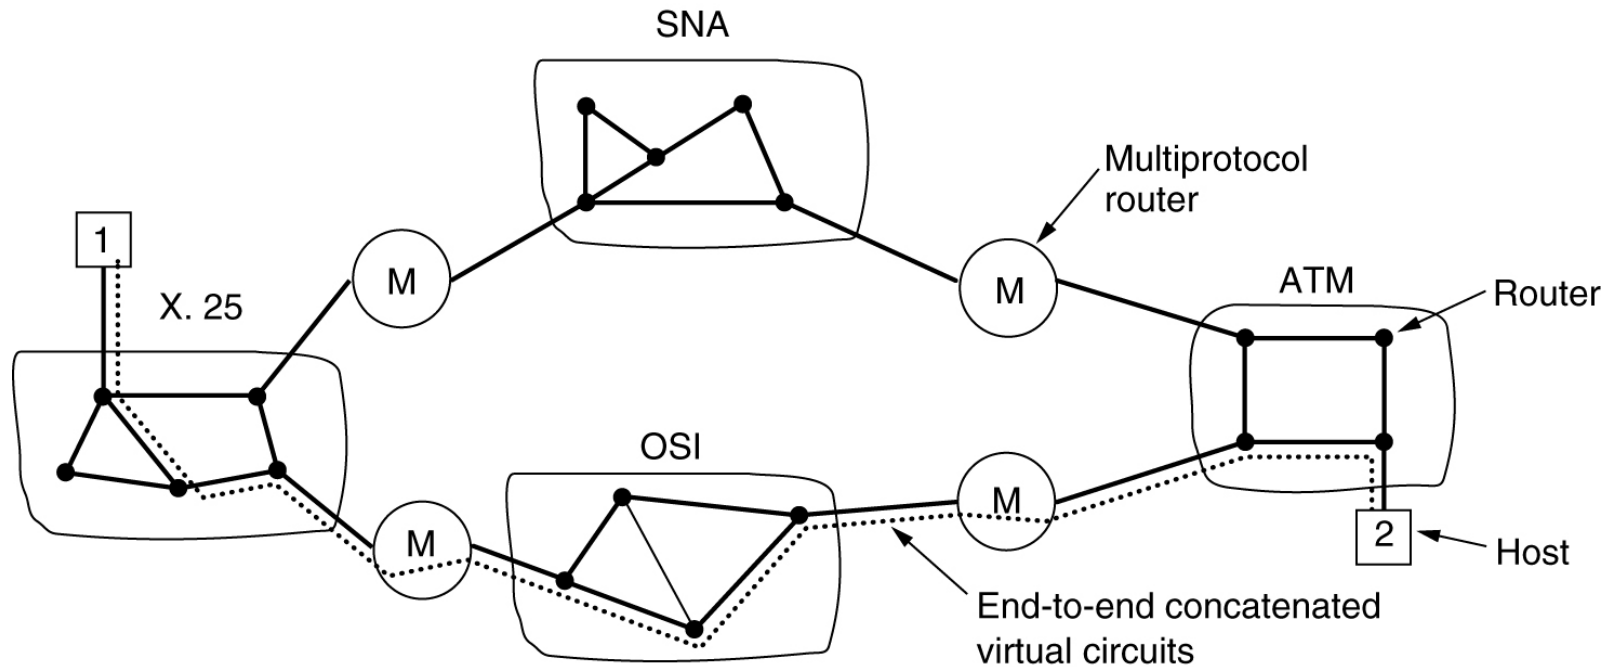 SNA
Multiprotocol
router
1
X. 25
M
M
ATM
Router
OSI
M
M
2
Host
End-to-end concatenated
virtual circuits